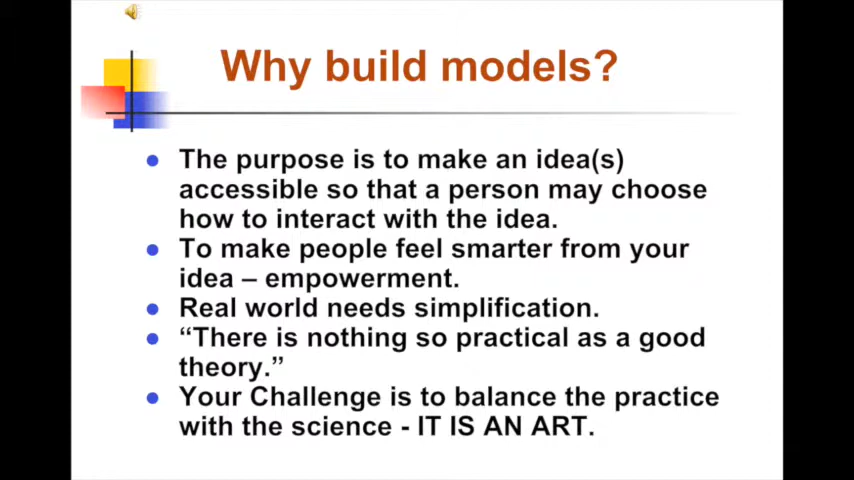 Why build models?
The purpose is to make an idea(s)
accessible so that a person may choose
how to interact with the idea.
To make people feel smarter from your
idea – empowerment.
Real world needs simplification.
“There is nothing so practical as a good
theory.”
Your Challenge is to balance the practice
with the science - IT IS AN ART.